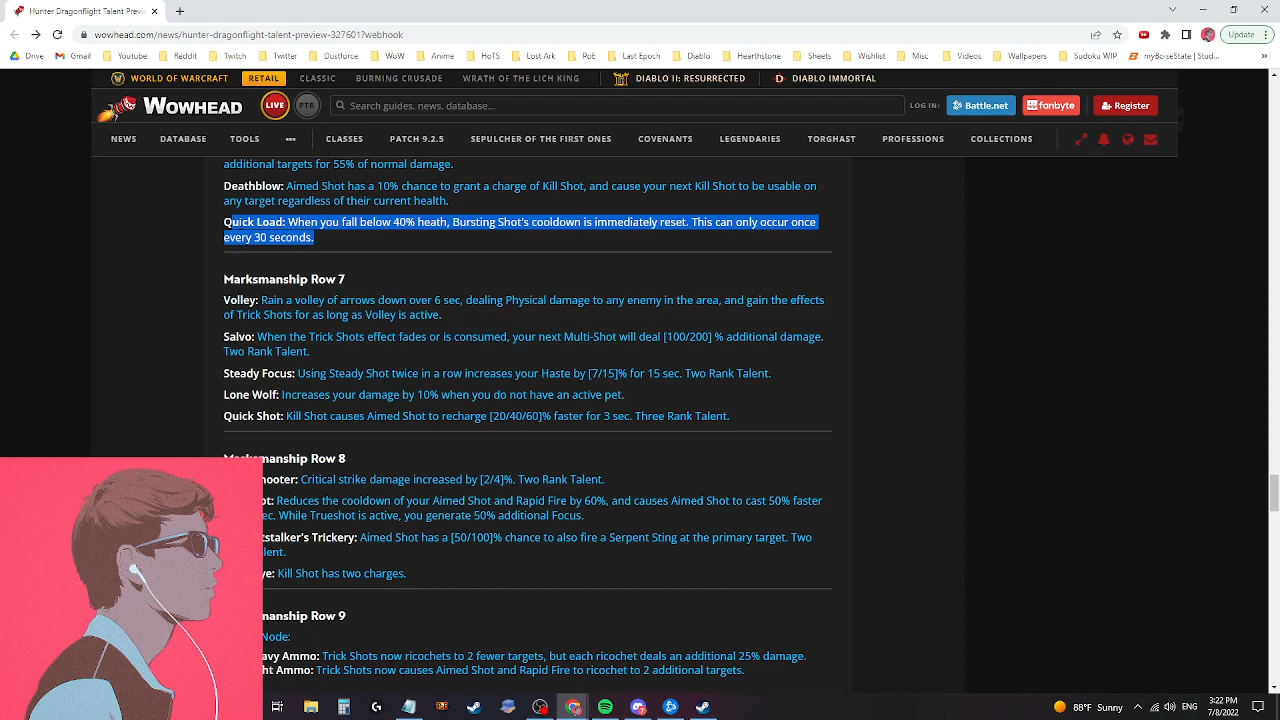 Hunter Dragonflight Talent Previ
wowhead.com/news/hunter-dragonflight-talent-preview-327601?webhook
Update
Drive Gmail Youtube Reddit Twitch Twitter Dustforce WoW Anime HoTS Lost Ark PoE Last Epoch Diablo Sheets Wishlist Misc Videos Wallpapers Sudoku WIP myBoiseState | Stud... »
WORLD OF WARCRAFT RETAIL CLASSIC BURNING CRUSADE WRATH OF THE LICH KING DIABLO II: RESURRECTED DIABLO IMMORTAL
WOWHEAD LIVE PTR Search guides, news, database... LOG IN: Battle.net fanbyte Register
NEWS DATABASE TOOLS ••• CLASSES PATCH 9.2.5 SEPULCHER OF THE FIRST ONES COVENANTS LEGENDARIES TORGHAST PROFESSIONS COLLECTIONS
additional targets for 55% of normal damage.
Deathblow: Aimed Shot has a 10% chance to grant a charge of Kill Shot, and cause your next Kill Shot to be usable on
any target regardless of their current health.
Quick Load: When you fall below 40% heath, Bursting Shot's cooldown is immediately reset. This can only occur once
every 30 seconds.
Marksmanship Row 7
Volley: Rain a volley of arrows down over 6 sec, dealing Physical damage to any enemy in the area, and gain the effects
of Trick Shots for as long as Volley is active.
Salvo: When the Trick Shots effect fades or is consumed, your next Multi-Shot will deal [100/200] % additional damage.
Two Rank Talent.
Steady Focus: Using Steady Shot twice in a row increases your Haste by [7/15]% for 15 sec. Two Rank Talent.
Lone Wolf: Increases your damage by 10% when you do not have an active pet.
Quick Shot: Kill Shot causes Aimed Shot to recharge [20/40/60]% faster for 3 sec. Three Rank Talent.
Marksmanship Row 8
hooter: Critical strike damage increased by [2/4]%. Two Rank Talent.
ot: Reduces the cooldown of your Aimed Shot and Rapid Fire by 60%, and causes Aimed Shot to cast 50% faster
ec. While Trueshot is active, you generate 50% additional Focus.
tstalker's Trickery: Aimed Shot has a [50/100]% chance to also fire a Serpent Sting at the primary target. Two
lent.
ye: Kill Shot has two charges.
manship Row 9
Node:
avy Ammo: Trick Shots now ricochets to 2 fewer targets, but each ricochet deals an additional 25% damage.
ht Ammo: Trick Shots now causes Aimed Shot and Rapid Fire to ricochet to 2 additional targets.
88°F Sunny ENG 3:22 PM
7/8/2022